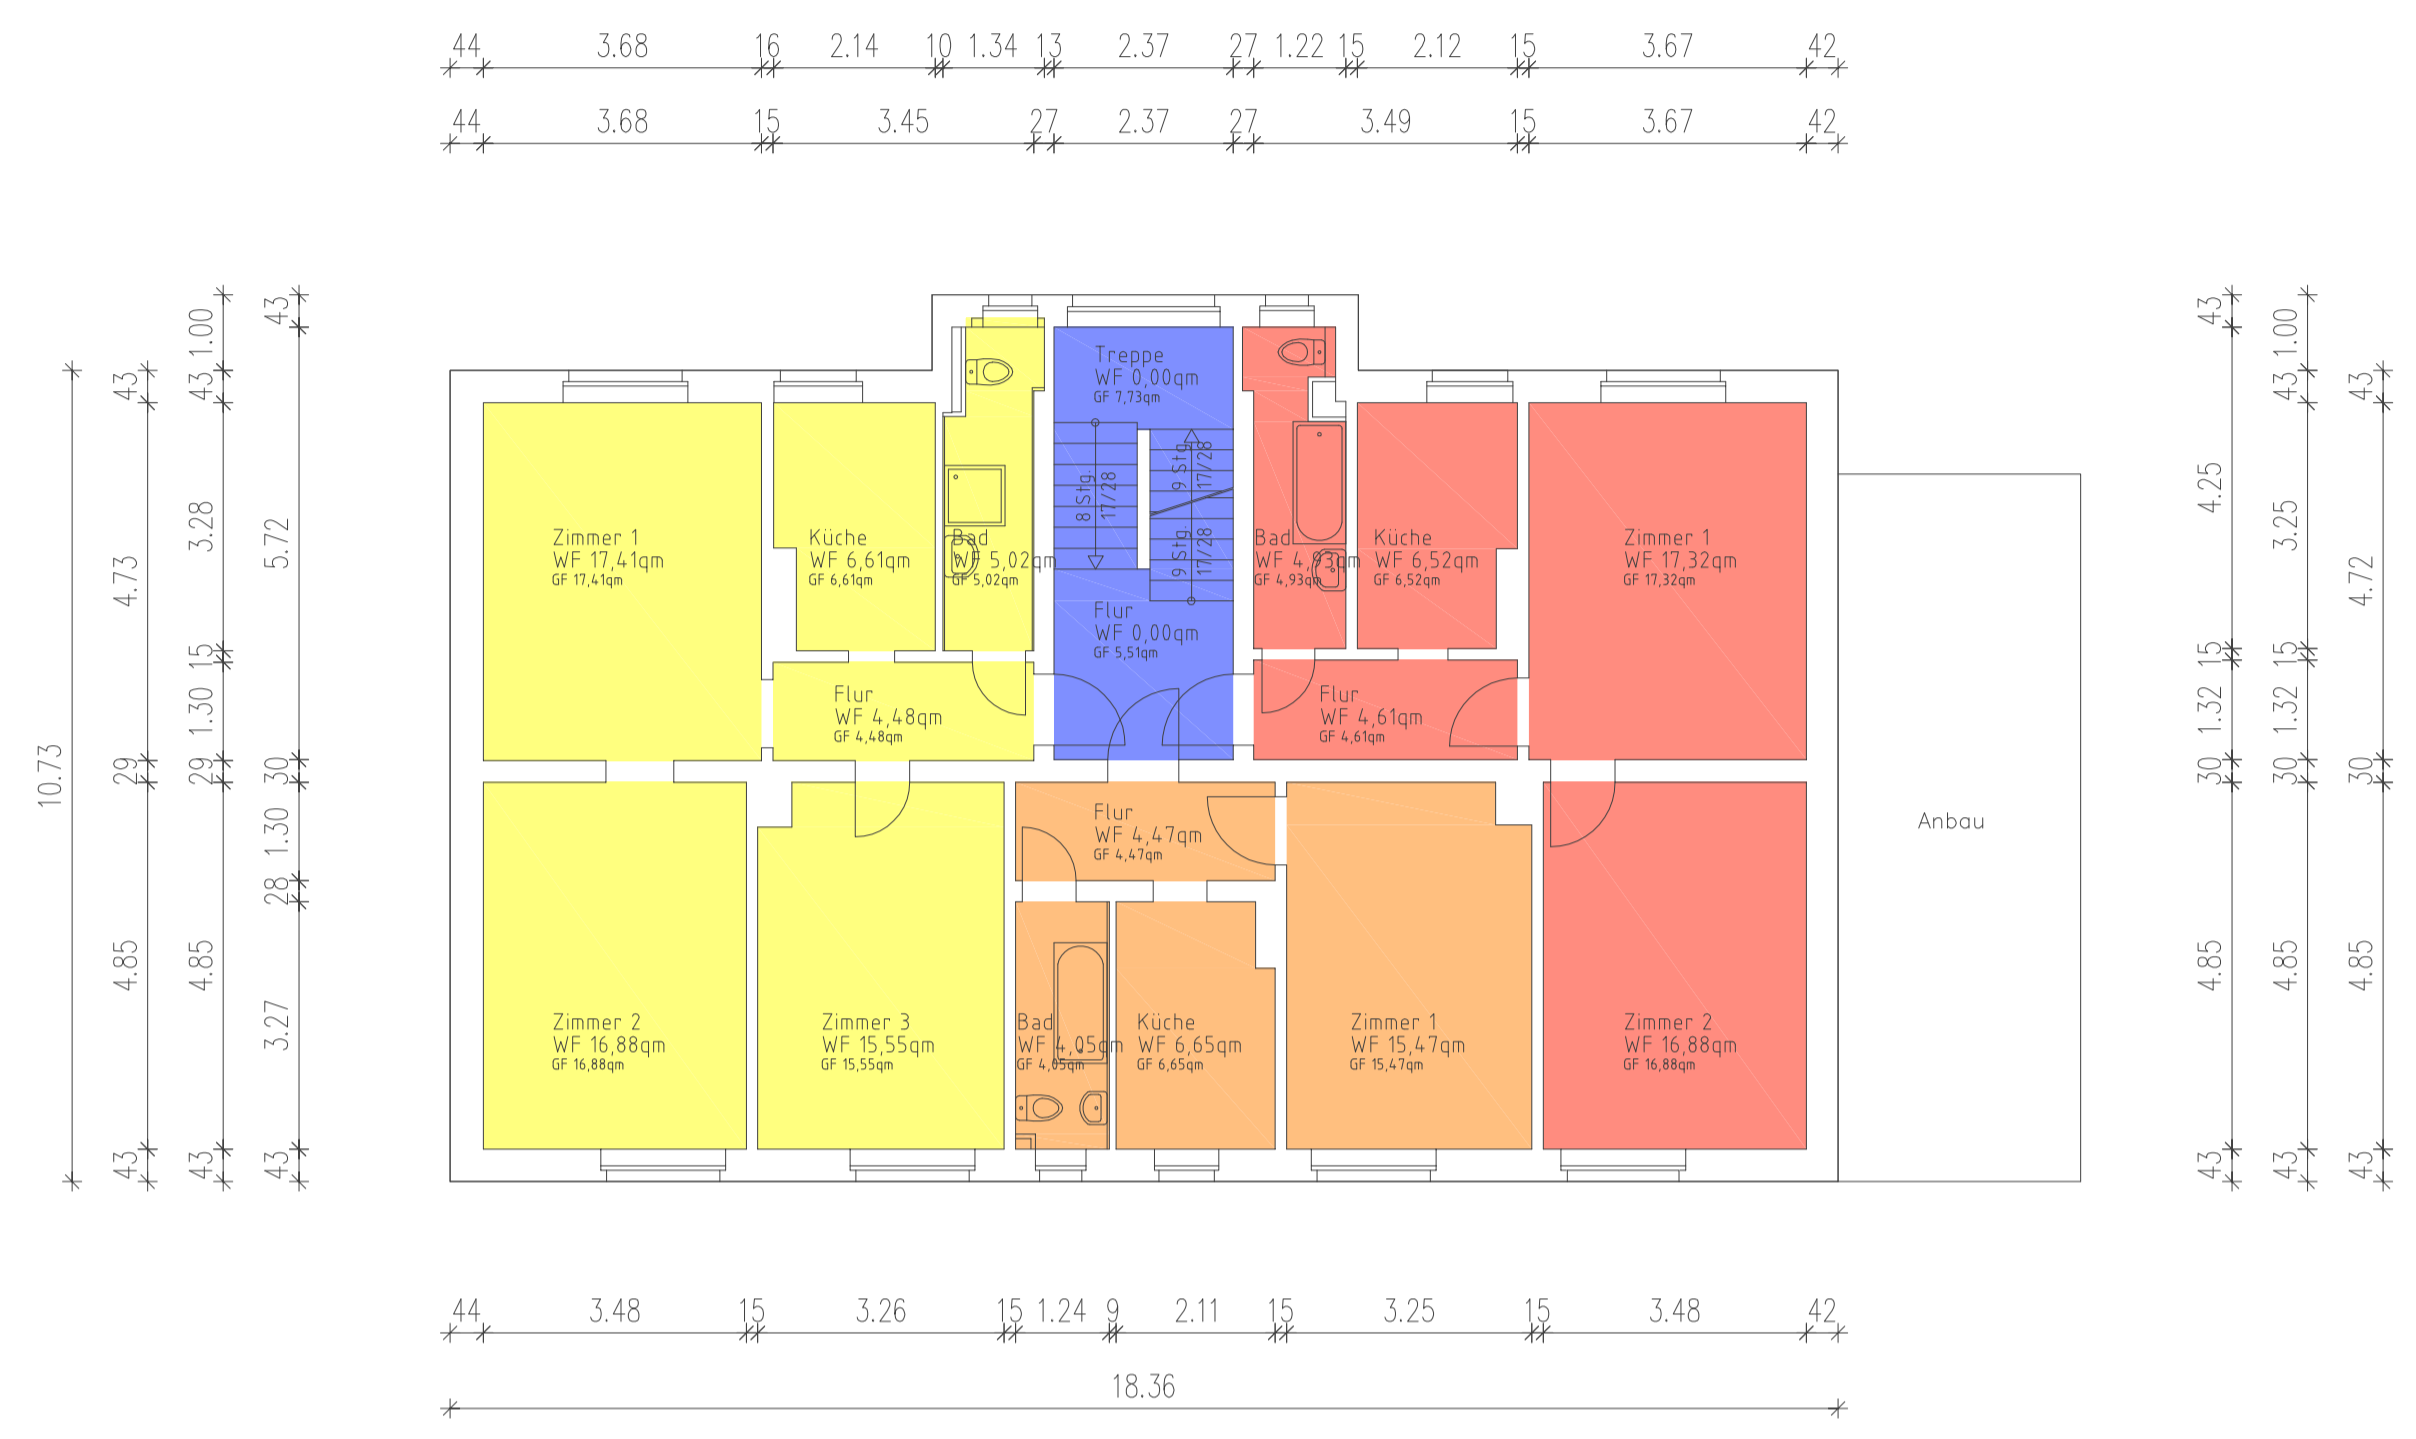 44 3.68 16 2.14 10 1.34 13 2.37 27 1.22 15 2.12 15 3.67 42
44 3.68 15 3.45 27 2.37 27 3.49 15 3.67 42
10.73
43 4.73 29 4.85 43
1.00 43 3.28 15 1.30 29 4.85 43
43 5.72 30 1.30 28 3.27 43
Zimmer 1
WF 17,41qm
GF 17,41qm
Küche
WF 6,61qm
GF 6,61qm
Bad
WF 5,02qm
GF 5,02qm
Treppe
WF 0,00qm
GF 7,73qm
8 Stg.
17/28
9 Stg.
17/28
9 Stg.
17/28
Flur
WF 0,00qm
GF 5,51qm
Bad
WF 4,93qm
GF 4,93qm
Küche
WF 6,52qm
GF 6,52qm
Zimmer 1
WF 17,32qm
GF 17,32qm
Flur
WF 4,48qm
GF 4,48qm
Flur
WF 4,61qm
GF 4,61qm
Flur
WF 4,47qm
GF 4,47qm
Anbau
Zimmer 2
WF 16,88qm
GF 16,88qm
Zimmer 3
WF 15,55qm
GF 15,55qm
Bad
WF 4,05qm
GF 4,05qm
Küche
WF 6,65qm
GF 6,65qm
Zimmer 1
WF 15,47qm
GF 15,47qm
Zimmer 2
WF 16,88qm
GF 16,88qm
43 4.25 15 1.32 30 4.85 43
1.00 43 3.25 15 1.32 30 4.85 43
43 4.72 30 4.85 43
44 3.48 15 3.26 15 1.24 9 2.11 15 3.25 15 3.48 42
18.36